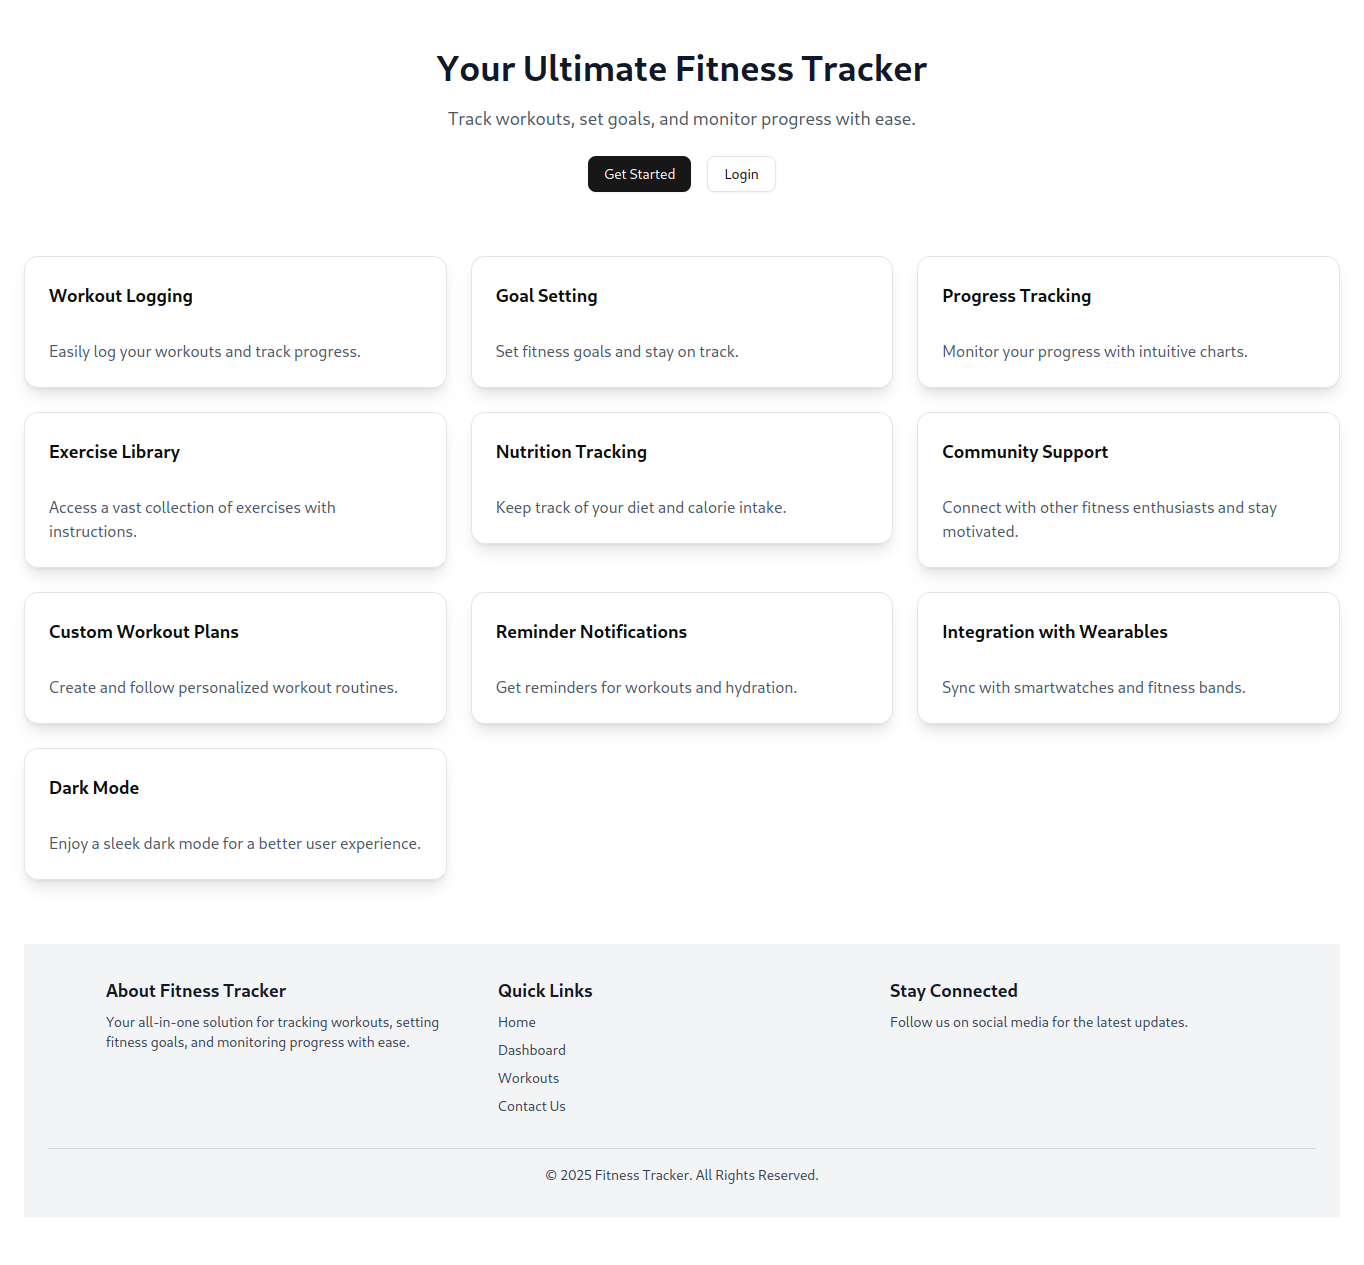 Your Ultimate Fitness Tracker
Track workouts, set goals, and monitor progress with ease.
Get Started
Login
Workout Logging
Easily log your workouts and track progress.
Goal Setting
Set fitness goals and stay on track.
Progress Tracking
Monitor your progress with intuitive charts.
Exercise Library
Access a vast collection of exercises with
instructions.
Nutrition Tracking
Keep track of your diet and calorie intake.
Community Support
Connect with other fitness enthusiasts and stay
motivated.
Custom Workout Plans
Create and follow personalized workout routines.
Reminder Notifications
Get reminders for workouts and hydration.
Integration with Wearables
Sync with smartwatches and fitness bands.
Dark Mode
Enjoy a sleek dark mode for a better user experience.
About Fitness Tracker
Your all-in-one solution for tracking workouts, setting
fitness goals, and monitoring progress with ease.
Quick Links
Home
Dashboard
Workouts
Contact Us
Stay Connected
Follow us on social media for the latest updates.
© 2025 Fitness Tracker. All Rights Reserved.